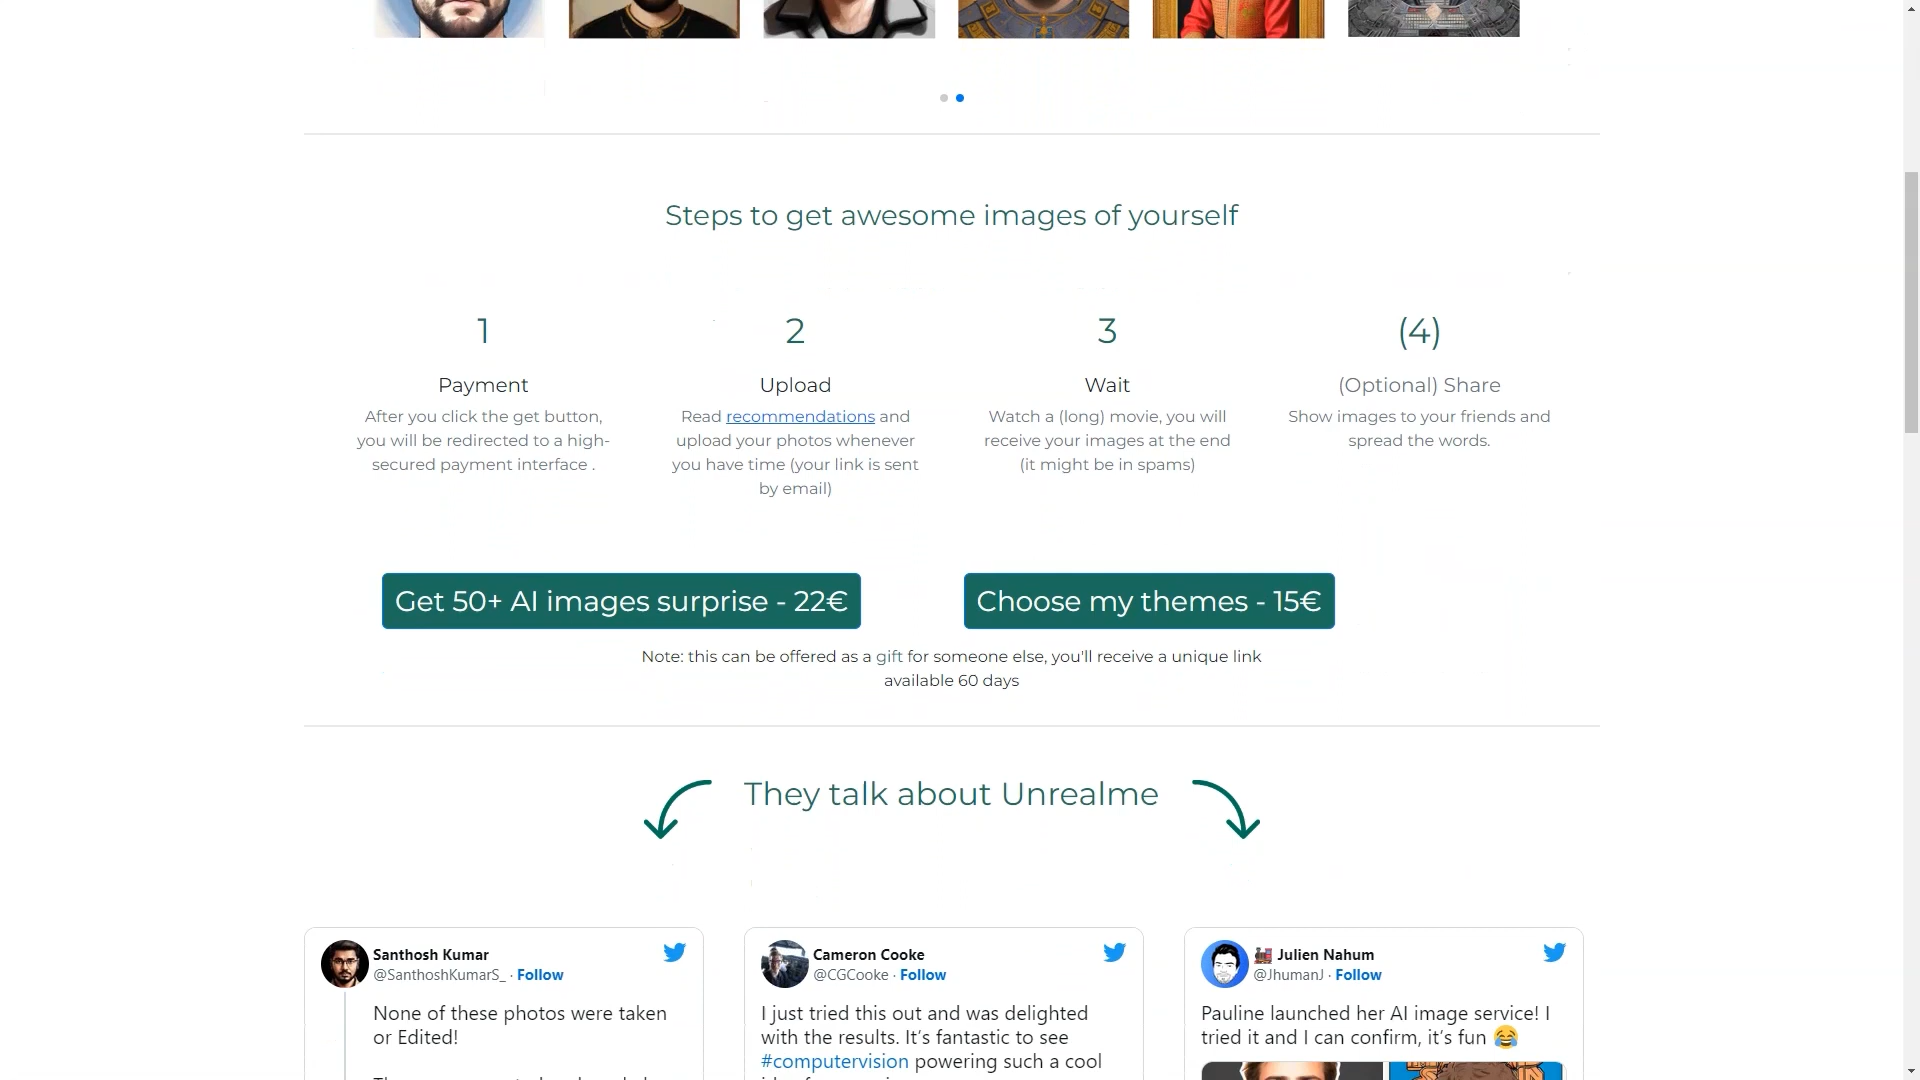 Steps to get awesome images of yourself
1
Payment
After you click the get button,
you will be redirected to a high-
secured payment interface .
2
Upload
Read recommendations and
upload your photos whenever
you have time (your link is sent
by email)
3
Wait
Watch a (long) movie, you will
receive your images at the end
(it might be in spams)
(4)
(Optional) Share
Show images to your friends and
spread the words.
Get 50+ AI images surprise - 22€
Choose my themes - 15€
Note: this can be offered as a gift for someone else, you'll receive a unique link
available 60 days
They talk about Unrealme
Santhosh Kumar
@SanthoshKumarS_ · Follow
None of these photos were taken
or Edited!
Cameron Cooke
@CGCooke · Follow
I just tried this out and was delighted
with the results. It’s fantastic to see
#computervision powering such a cool
🚂 Julien Nahum
@JhumanJ · Follow
Pauline launched her AI image service! I
tried it and I can confirm, it’s fun 😂